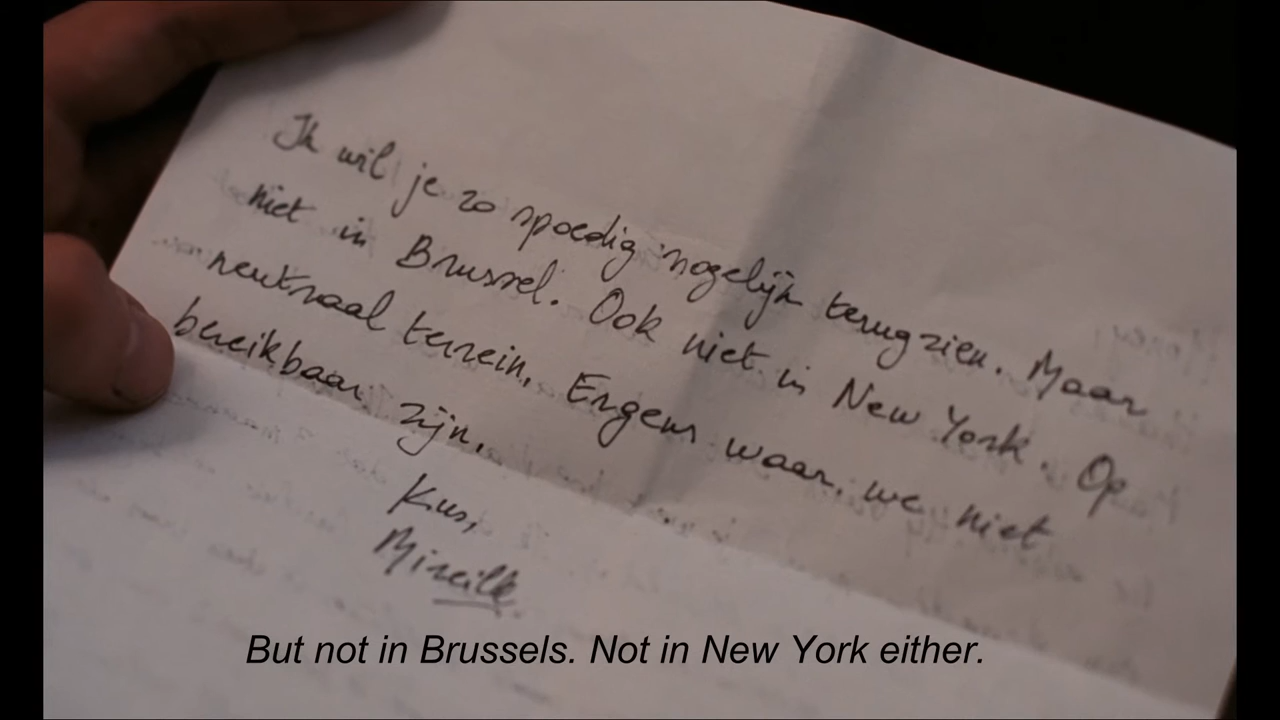 Ik wil je zo spoedig mogelijk terugzien. Maar
niet in Brussel. Ook niet in New York. Op
neutraal terrein. Ergens waar we niet
bereikbaar zijn.
Kus,
Mireille
But not in Brussels. Not in New York either.